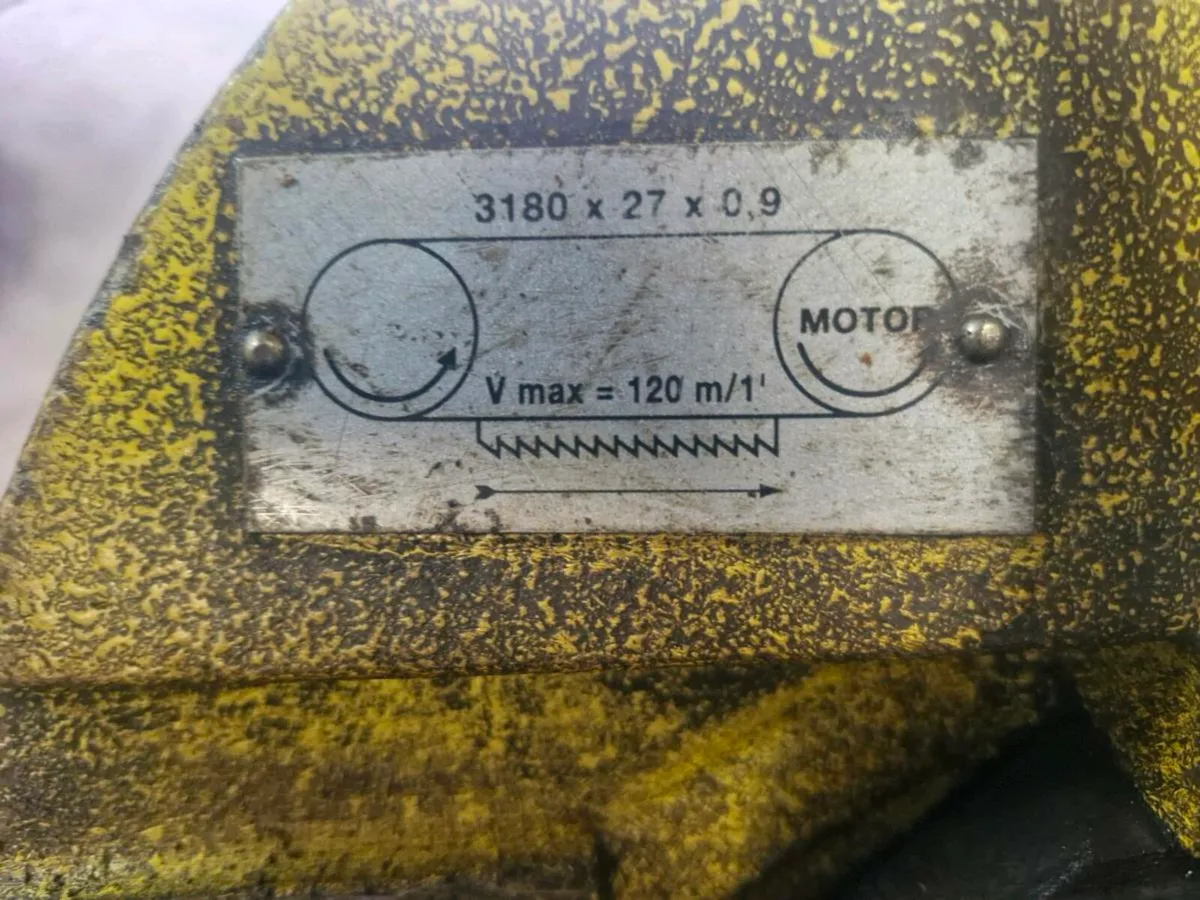 3180 x 27 x 0,9
MOTOR
V max = 120 m/1'